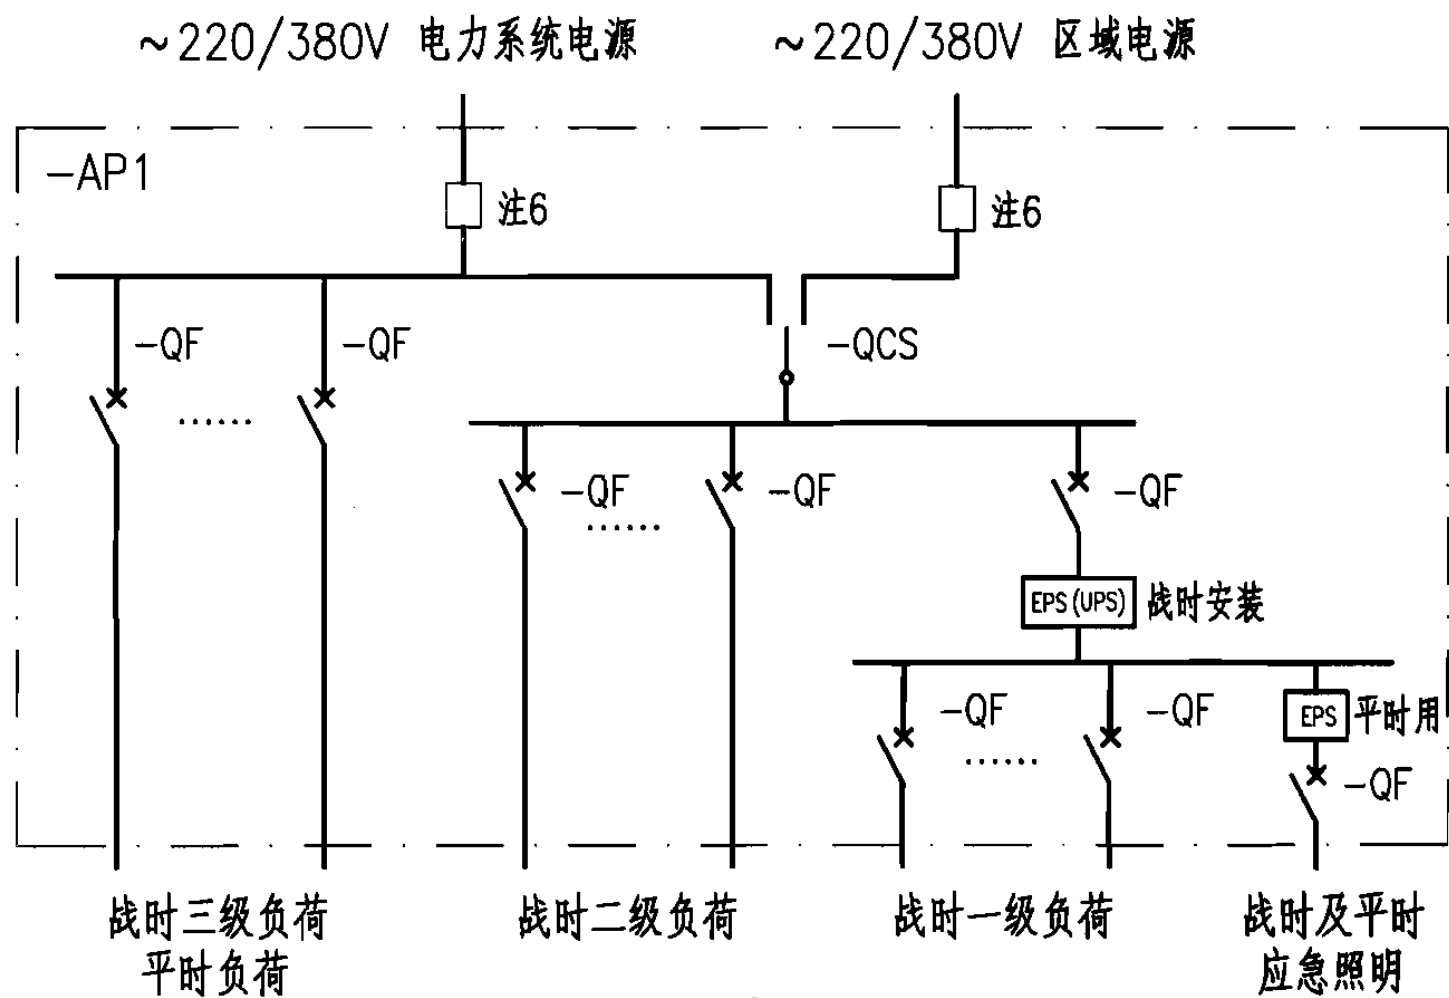 ~220/380V 电力系统电源
~220/380V 区域电源
-AP1
注6
注6
-QF
-QF
-QCS
-QF
-QF
-QF
EPS(UPS)
战时安装
-QF
-QF
EPS
平时用
-QF
战时三级负荷
平时负荷
战时二级负荷
战时一级负荷
战时及平时
应急照明